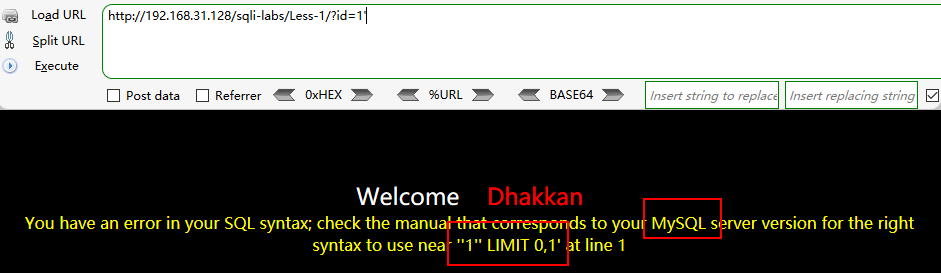 Load URL
http://192.168.31.128/sqli-labs/Less-1/?id=1'
Split URL
Execute
Post data Referrer 0xHEX %URL BASE64 Insert string to replace Insert replacing string
Welcome Dhakkan
You have an error in your SQL syntax; check the manual that corresponds to your MySQL server version for the right
syntax to use near ''1'' LIMIT 0,1' at line 1